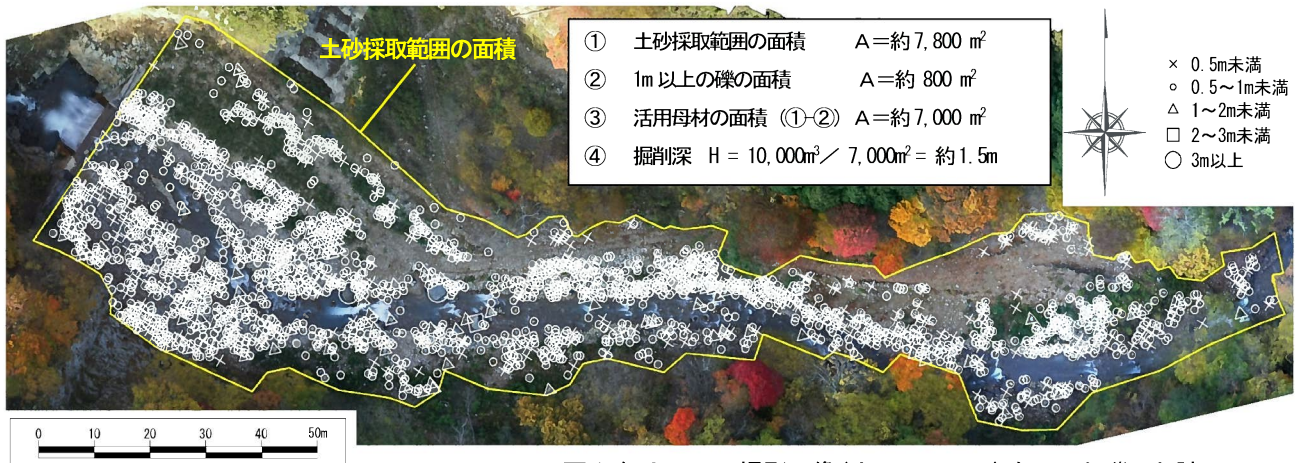 土砂採取範囲の面積
① 土砂採取範囲の面積 A＝約7,800 m²
② 1m 以上の礫の面積 A＝約 800 m²
③ 活用母材の面積（①-②） A＝約7,000 m²
④ 掘削深 H = 10,000m³／ 7,000m² = 約1.5m
× 0.5m未満
○ 0.5～1m未満
△ 1～2m未満
□ 2～3m未満
○ 3m以上
0 10 20 30 40 50m